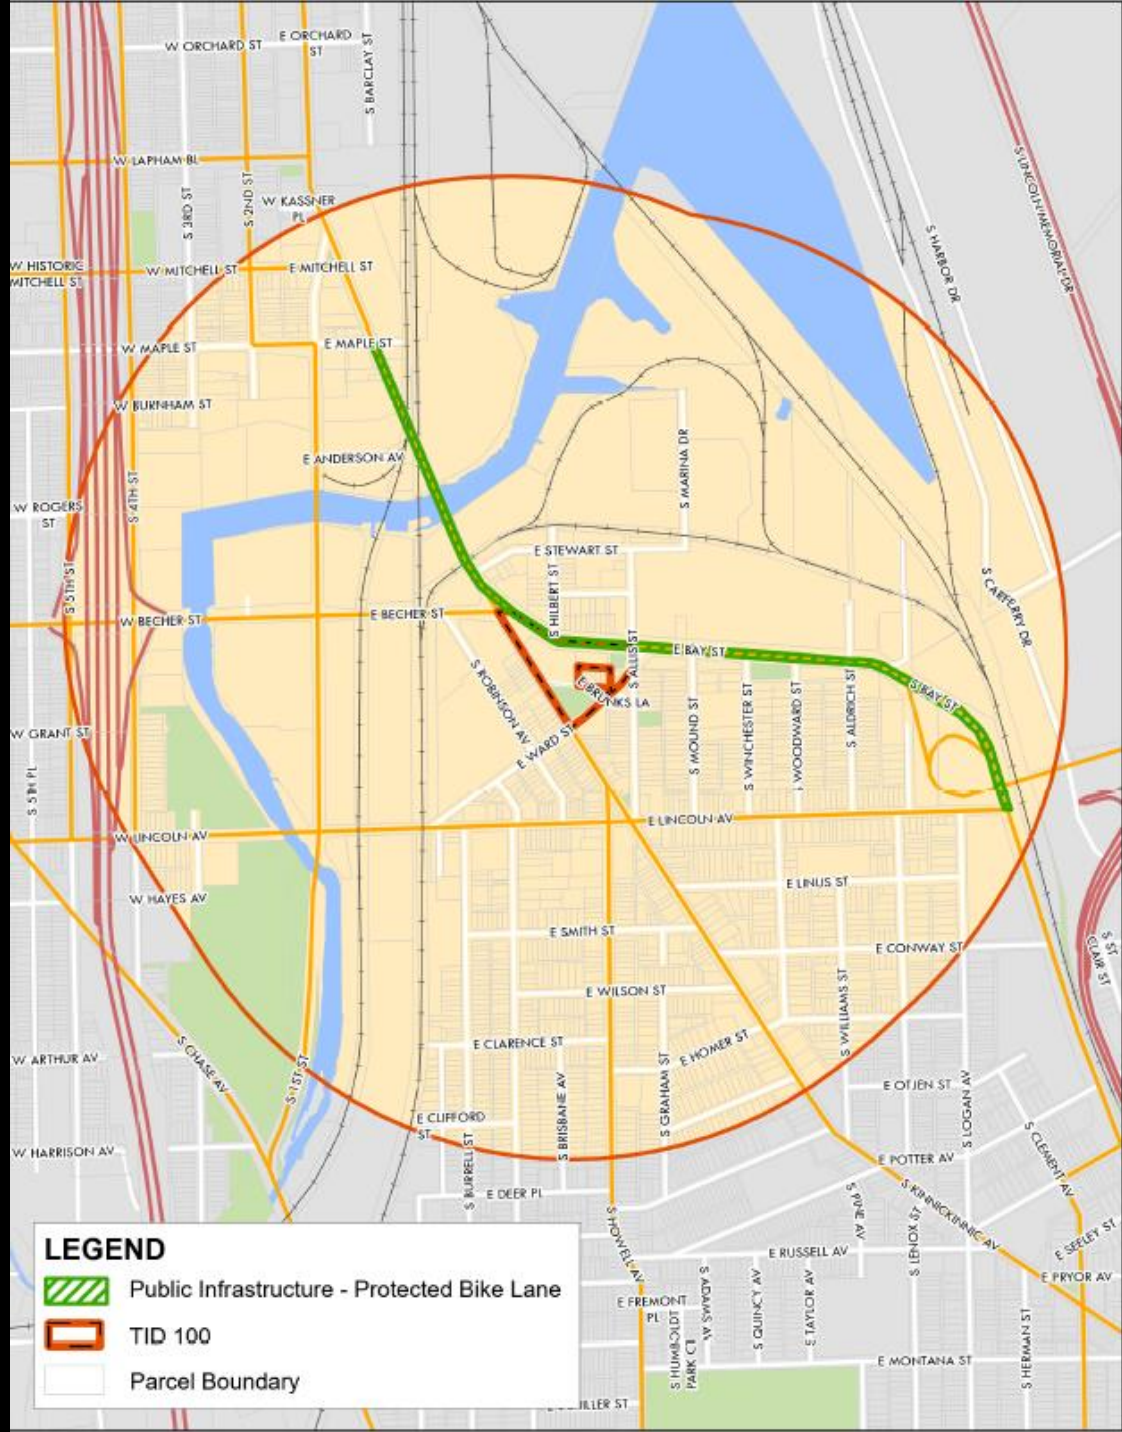 W ORCHARD ST
E ORCHARD
ST
S BARCLAY ST
W LAPHAM BL
S 3RD ST
S 2ND ST
W KASSNER
PL
S LINCOLN MEMORIAL DR
S HARBOR DR
W HISTORIC
MITCHELL ST
W MITCHELL ST
E MITCHELL ST
W MAPLE ST
E MAPLE ST
W BURNHAM ST
E ANDERSON AV
S MARINA DR
S 4TH ST
W ROGERS
ST
E STEWART ST
S 5TH ST
S HILBERT ST
S CARFERRY DR
W BECHER ST
E BECHER ST
S ALLIS ST
E BAY ST
S BAY ST
S ROBINSON AV
E BRUNKS LA
S MOUND ST
S WINCHESTER ST
WOODWARD ST
S ALDRICH ST
W GRANT ST
E WARD ST
S 5TH PL
W LINCOLN AV
E LINCOLN AV
W HAYES AV
E LINUS ST
E SMITH ST
E CONWAY ST
S ST
CLAIR ST
E WILSON ST
S WILLIAMS ST
E CLARENCE ST
E HOMER ST
W ARTHUR AV
S CHASE AV
S 1ST ST
S GRAHAM ST
E OTJEN ST
S LOGAN AV
S BRISBANE AV
E CLIFFORD
ST
W HARRISON AV
S BURRELL ST
E POTTER AV
S CLEMENT AV
E DEER PL
S KINNICKINNIC AV
S PINE AV
S LENOX ST
S HOWELL AV
E RUSSELL AV
E SEELEY ST
E PRYOR AV
E FREMONT
PL
S HUMBOLDT
PARK CT
S ADAMS AV
S QUINCY AV
S TAYLOR AV
S HERMAN ST
E MONTANA ST
ILLER ST
LEGEND
Public Infrastructure - Protected Bike Lane
TID 100
Parcel Boundary